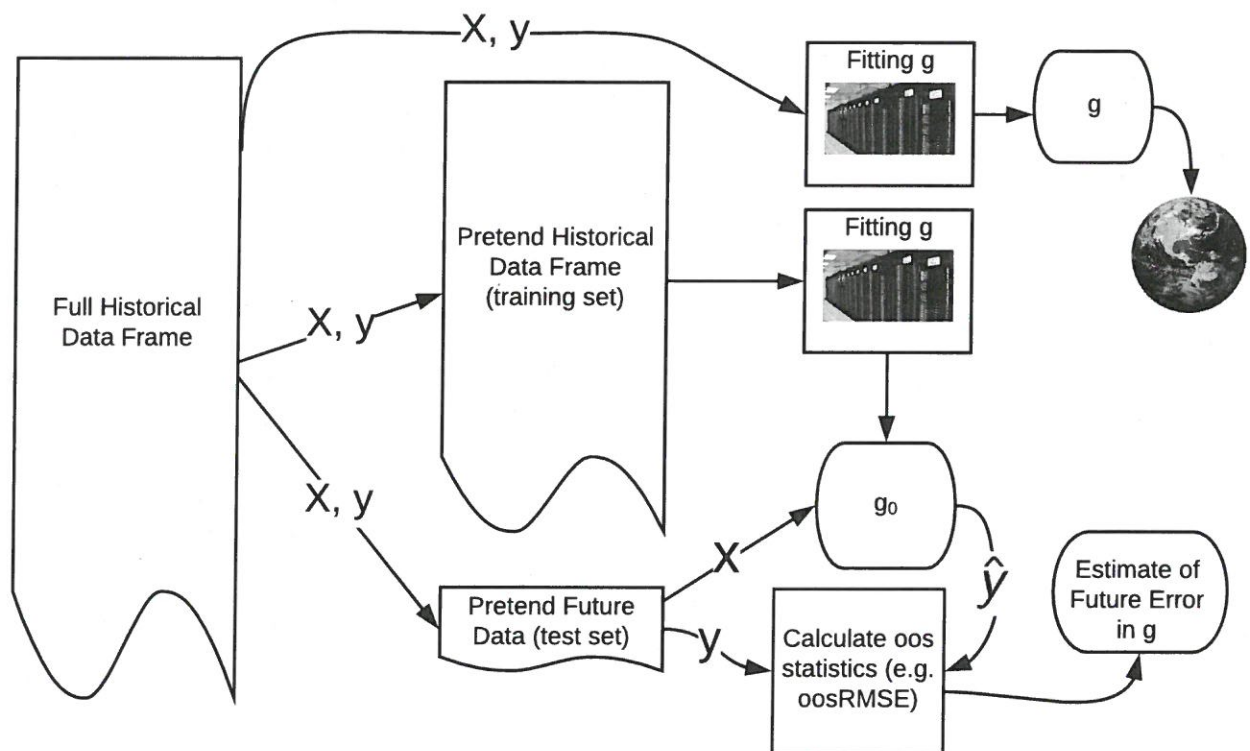 X, y
Fitting g
g
Full Historical
Data Frame
X, y
Pretend Historical
Data Frame
(training set)
Fitting g
X, y
g₀
X
ŷ
Pretend Future
Data (test set)
y
Calculate oos
statistics (e.g.
oosRMSE)
Estimate of
Future Error
in g